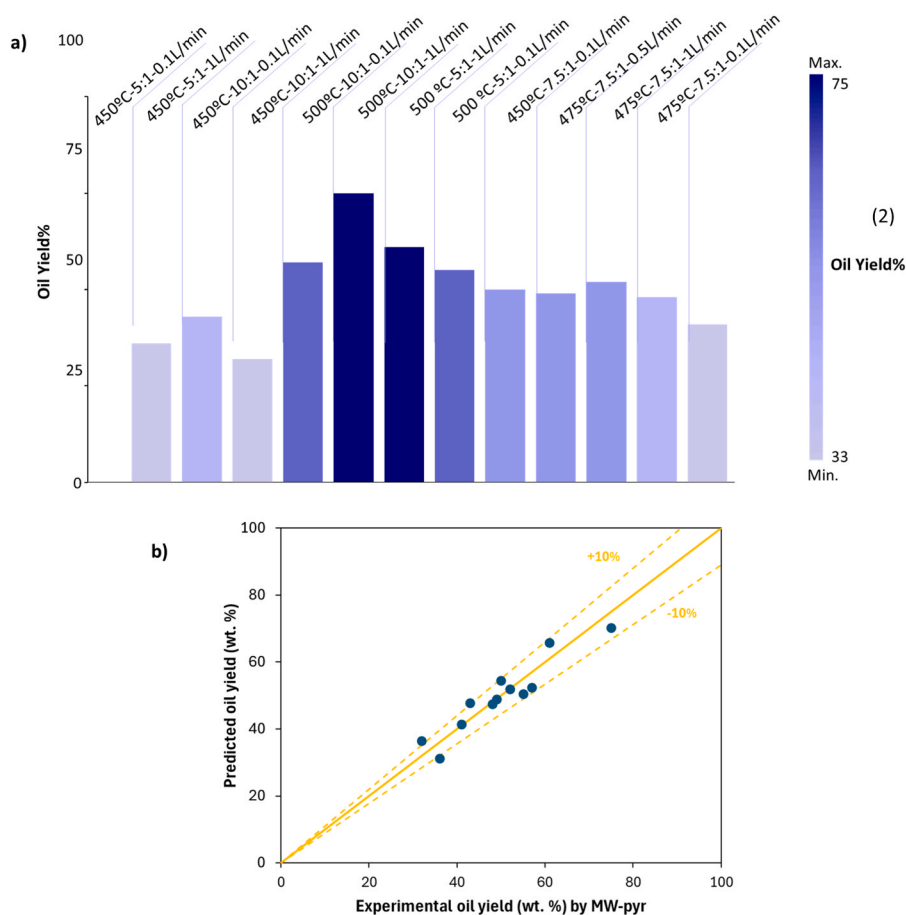 a)
100
75
50
25
0
Oil Yield%
450ºC-5:1-0.1L/min
450ºC-5:1-1L/min
450ºC-10:1-0.1L/min
450ºC-10:1-1L/min
500ºC-10:1-0.1L/min
500ºC-10:1-1L/min
500 ºC-5:1-1L/min
500 ºC-5:1-0.1L/min
450ºC-7.5:1-0.1L/min
475ºC-7.5:1-0.5L/min
475ºC-7.5:1-1L/min
475ºC-7.5:1-0.1L/min
Max.
75
(2)
Oil Yield%
33
Min.
b)
100
80
60
40
20
0
Predicted oil yield (wt. %)
+10%
-10%
0
20
40
60
80
100
Experimental oil yield (wt. %) by MW-pyr